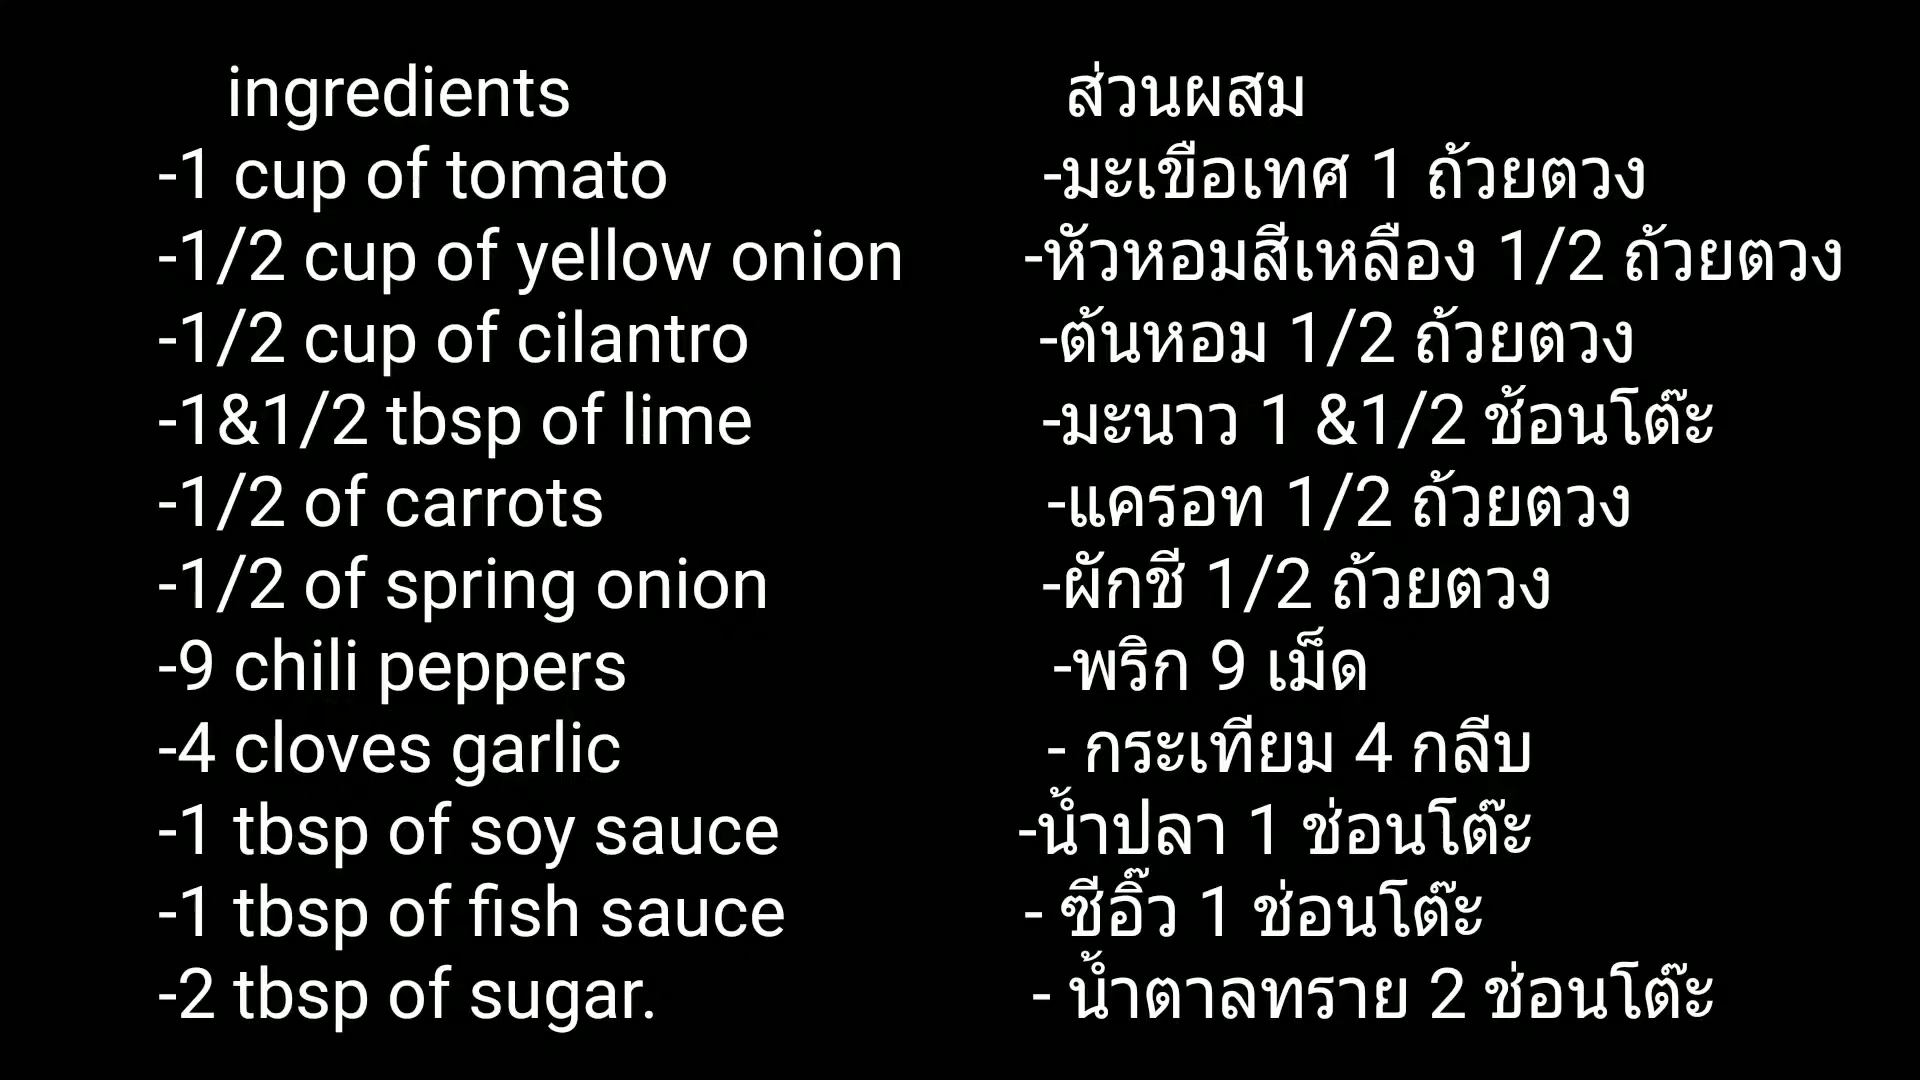 ingredients
-1 cup of tomato
-1/2 cup of yellow onion
-1/2 cup of cilantro
-1&1/2 tbsp of lime
-1/2 of carrots
-1/2 of spring onion
-9 chili peppers
-4 cloves garlic
-1 tbsp of soy sauce
-1 tbsp of fish sauce
-2 tbsp of sugar.
ส่วนผสม
-มะเขือเทศ 1 ถ้วยตวง
-หัวหอมสีเหลือง 1/2 ถ้วยตวง
-ต้นหอม 1/2 ถ้วยตวง
-มะนาว 1 &1/2 ช้อนโต๊ะ
-แครอท 1/2 ถ้วยตวง
-ผักชี 1/2 ถ้วยตวง
-พริก 9 เม็ด
- กระเทียม 4 กลีบ
-น้ำปลา 1 ช่อนโต๊ะ
- ซีอิ๊ว 1 ช่อนโต๊ะ
- น้ำตาลทราย 2 ช่อนโต๊ะ